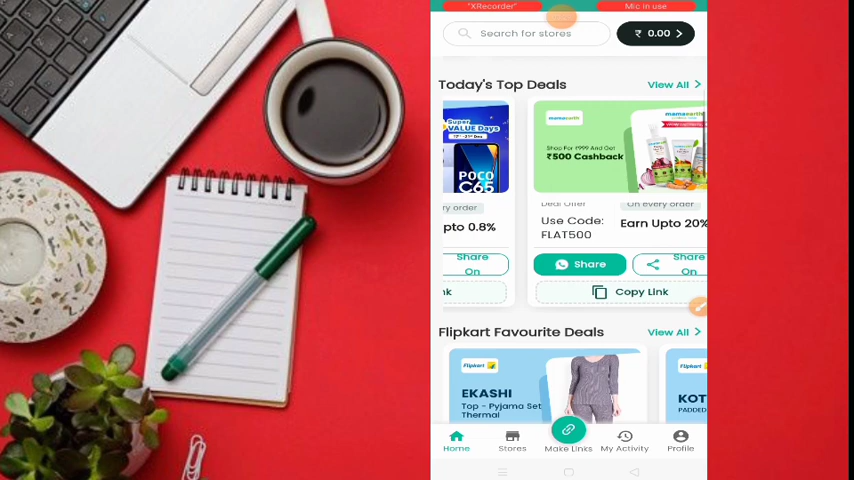 "XRecorder"
Mic in use
Search for stores
₹ 0.00
Today's Top Deals
View All
Super
VALUE Days
POCO
C65
ry order
pto 0.8%
Share
On
nk
mamaearth
mamaearth
Shop For ₹999 And Get
₹500 Cashback
Deal Offer
On every order
Use Code:
FLAT500
Earn Upto 20%
Share
Share
On
Copy Link
Flipkart Favourite Deals
View All
Flipkart
EKASHI
Top - Pyjama Set
Thermal
Flipkart
KOT
PADDED
Home
Stores
Make Links
My Activity
Profile